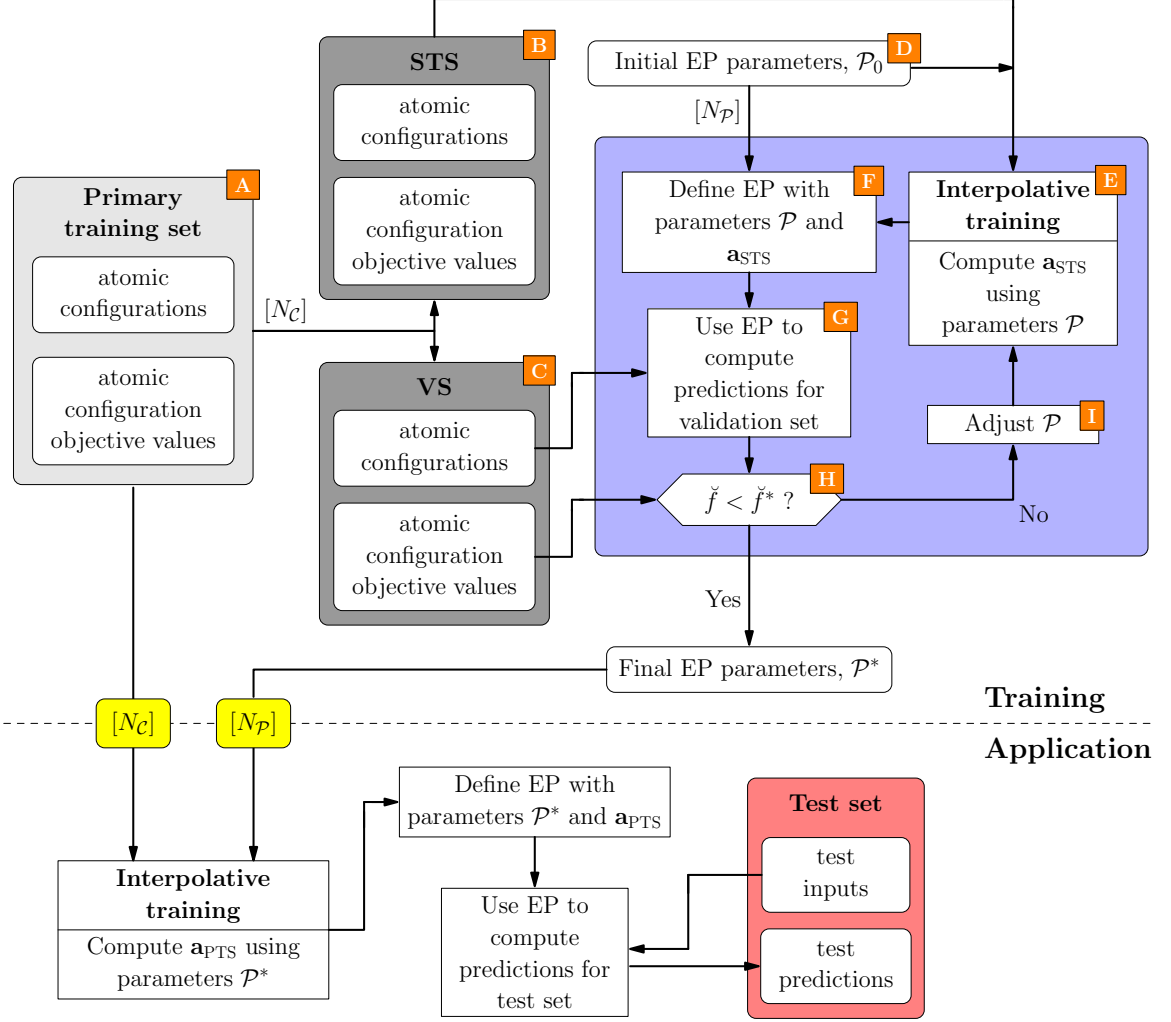 A
Primary
training set
atomic
configurations
atomic
configuration
objective values
[N_𝒞]
B
STS
atomic
configurations
atomic
configuration
objective values
C
VS
atomic
configurations
atomic
configuration
objective values
D
Initial EP parameters, 𝒫₀
[N_𝒫]
E
Interpolative
training
Compute a_STS
using
parameters 𝒫
F
Define EP with
parameters 𝒫 and
a_STS
G
Use EP to
compute
predictions for
validation set
H
f̆ < f̆* ?
I
Adjust 𝒫
No
Yes
Final EP parameters, 𝒫*
Training
[N_𝒞]
[N_𝒫]
Application
Interpolative
training
Compute a_PTS using
parameters 𝒫*
Define EP with
parameters 𝒫* and a_PTS
Use EP to
compute
predictions for
test set
Test set
test
inputs
test
predictions